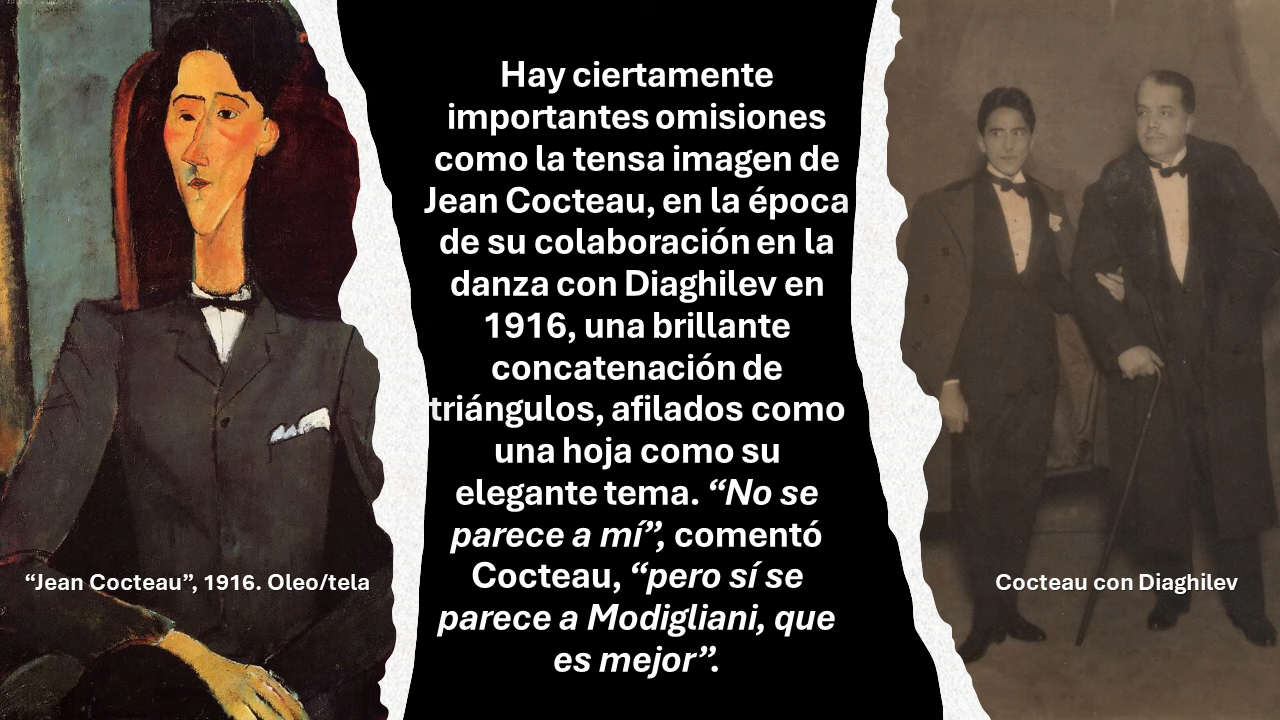 Hay ciertamente
importantes omisiones
como la tensa imagen de
Jean Cocteau, en la época
de su colaboración en la
danza con Diaghilev en
1916, una brillante
concatenación de
triángulos, afilados como
una hoja como su
elegante tema. “No se
parece a mí”, comentó
Cocteau, “pero sí se
parece a Modigliani, que
es mejor”.
“Jean Cocteau”, 1916. Oleo/tela
Cocteau con Diaghilev